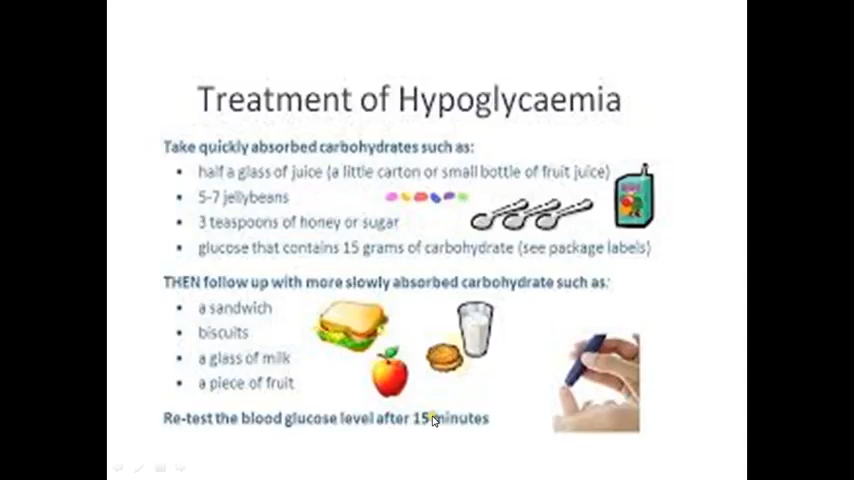 Treatment of Hypoglycaemia
Take quickly absorbed carbohydrates such as:
• half a glass of juice (a little carton or small bottle of fruit juice)
• 5-7 jellybeans
• 3 teaspoons of honey or sugar
• glucose that contains 15 grams of carbohydrate (see package labels)
THEN follow up with more slowly absorbed carbohydrate such as:
• a sandwich
• biscuits
• a glass of milk
• a piece of fruit
Re-test the blood glucose level after 15 minutes